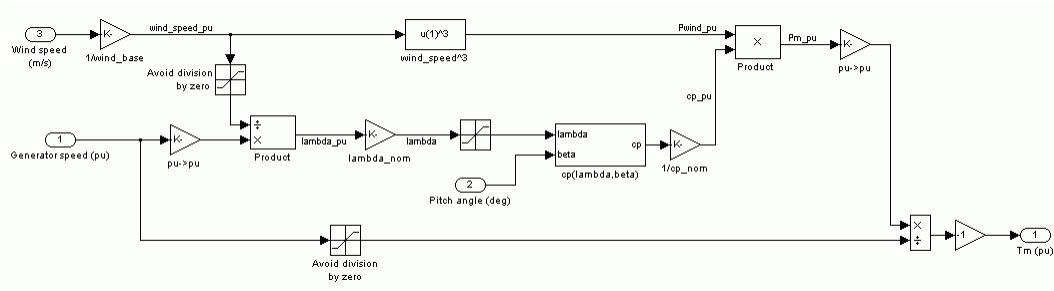 3
Wind speed
(m/s)
K-
1/wind_base
wind_speed_pu
u(1)^3
wind_speed^3
Pwind_pu
×
Product
Pm_pu
K-
pu->pu
Avoid division
by zero
cp_pu
1
Generator speed (pu)
K-
pu->pu
÷
×
Product
lambda_pu
K-
lambda_nom
lambda
lambda
beta
cp
cp(lambda,beta)
K-
1/cp_nom
2
Pitch angle (deg)
Avoid division
by zero
×
÷
-1
1
Tm (pu)